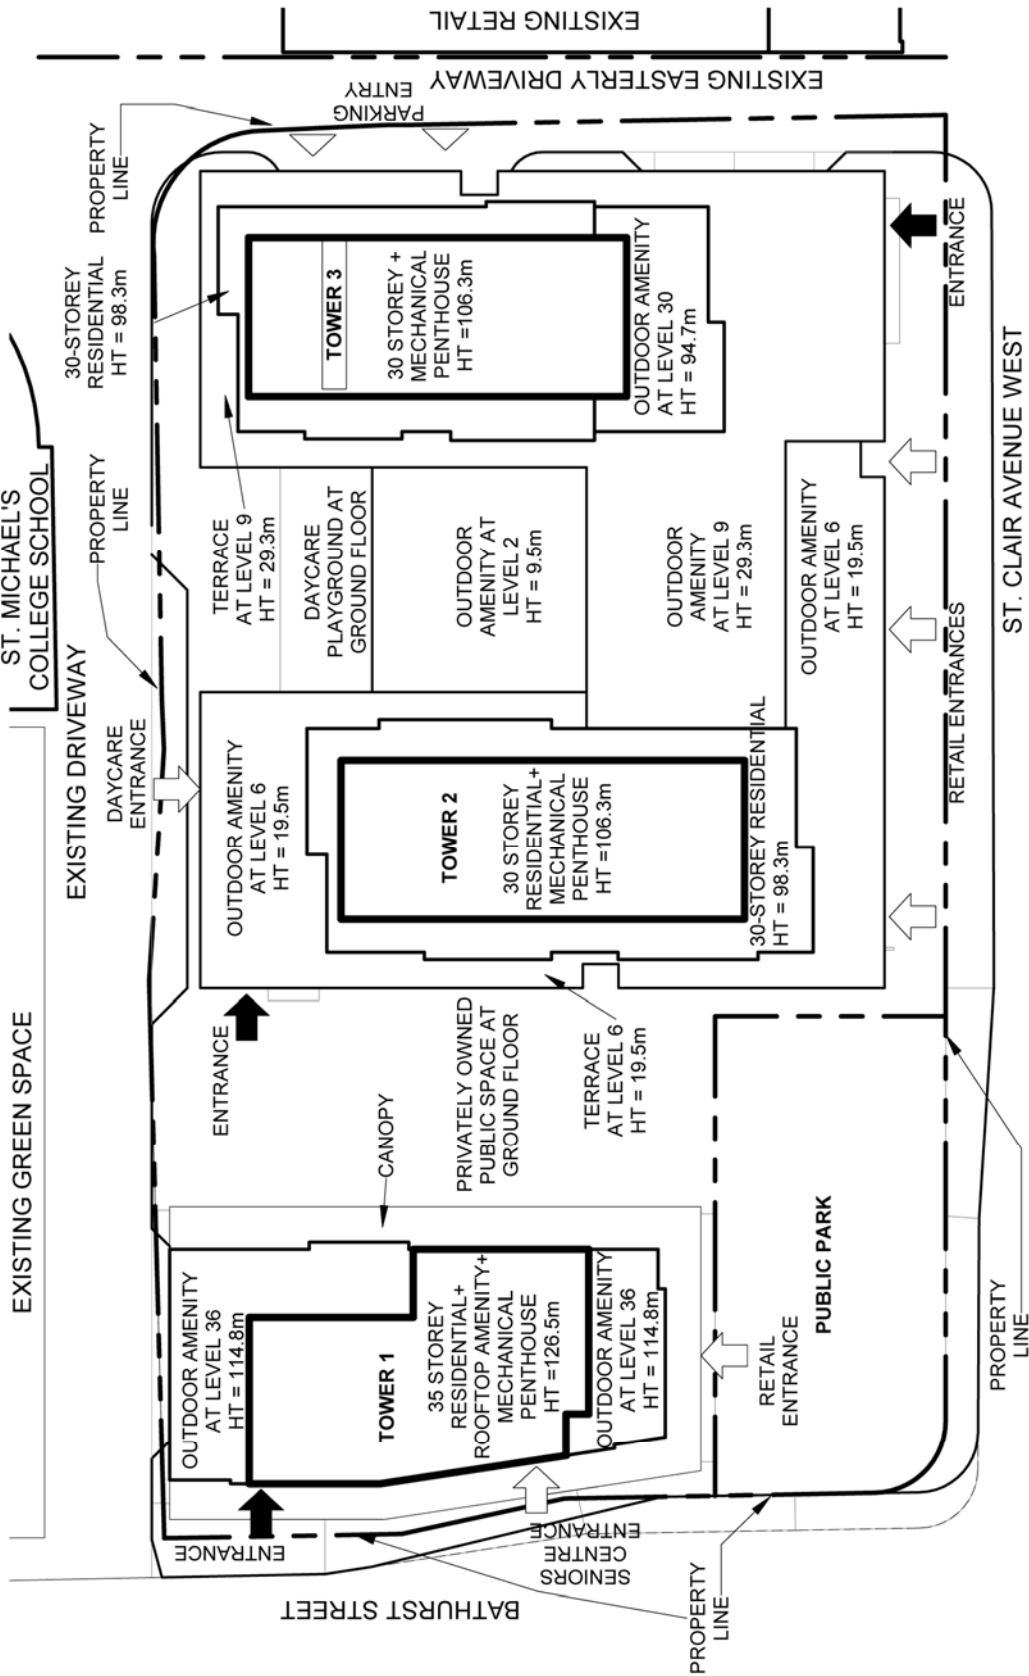 EXISTING GREEN SPACE
ST. MICHAEL'S
COLLEGE SCHOOL
EXISTING DRIVEWAY
EXISTING RETAIL
EXISTING EASTERLY DRIVEWAY
PARKING
ENTRY
PROPERTY
LINE
PROPERTY
LINE
30-STOREY
RESIDENTIAL
HT = 98.3m
DAYCARE
ENTRANCE
ENTRANCE
ENTRANCE
OUTDOOR AMENITY
AT LEVEL 36
HT = 114.8m
TOWER 1
35 STOREY
RESIDENTIAL+
ROOFTOP AMENITY+
MECHANICAL
PENTHOUSE
HT =126.5m
OUTDOOR AMENITY
AT LEVEL 36
HT = 114.8m
CANOPY
PRIVATELY OWNED
PUBLIC SPACE AT
GROUND FLOOR
TERRACE
AT LEVEL 6
HT = 19.5m
OUTDOOR AMENITY
AT LEVEL 6
HT = 19.5m
TOWER 2
30 STOREY
RESIDENTIAL+
MECHANICAL
PENTHOUSE
HT =106.3m
30-STOREY RESIDENTIAL
HT = 98.3m
TERRACE
AT LEVEL 9
HT = 29.3m
DAYCARE
PLAYGROUND AT
GROUND FLOOR
OUTDOOR
AMENITY AT
LEVEL 2
HT = 9.5m
OUTDOOR
AMENITY
AT LEVEL 9
HT = 29.3m
OUTDOOR AMENITY
AT LEVEL 6
HT = 19.5m
TOWER 3
30 STOREY +
MECHANICAL
PENTHOUSE
HT =106.3m
OUTDOOR AMENITY
AT LEVEL 30
HT = 94.7m
SENIORS
CENTRE
ENTRANCE
BATHURST STREET
PROPERTY
LINE
RETAIL
ENTRANCE
PUBLIC PARK
PROPERTY
LINE
RETAIL ENTRANCES
ENTRANCE
ST. CLAIR AVENUE WEST